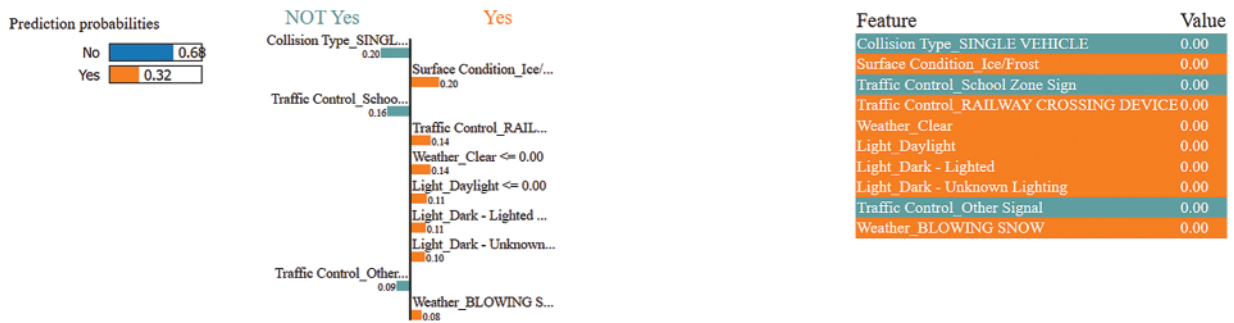 Prediction probabilities
No 0.68
Yes 0.32
NOT Yes Yes
Collision Type_SINGL...
0.20
Surface Condition_Ice/...
0.20
Traffic Control_Schoo...
0.16
Traffic Control_RAIL...
0.14
Weather_Clear <= 0.00
0.14
Light_Daylight <= 0.00
0.11
Light_Dark - Lighted ...
0.11
Light_Dark - Unknown...
0.10
Traffic Control_Other...
0.09
Weather_BLOWING S...
0.08
Feature Value
Collision Type_SINGLE VEHICLE 0.00
Surface Condition_Ice/Frost 0.00
Traffic Control_School Zone Sign 0.00
Traffic Control_RAILWAY CROSSING DEVICE 0.00
Weather_Clear 0.00
Light_Daylight 0.00
Light_Dark - Lighted 0.00
Light_Dark - Unknown Lighting 0.00
Traffic Control_Other Signal 0.00
Weather_BLOWING SNOW 0.00